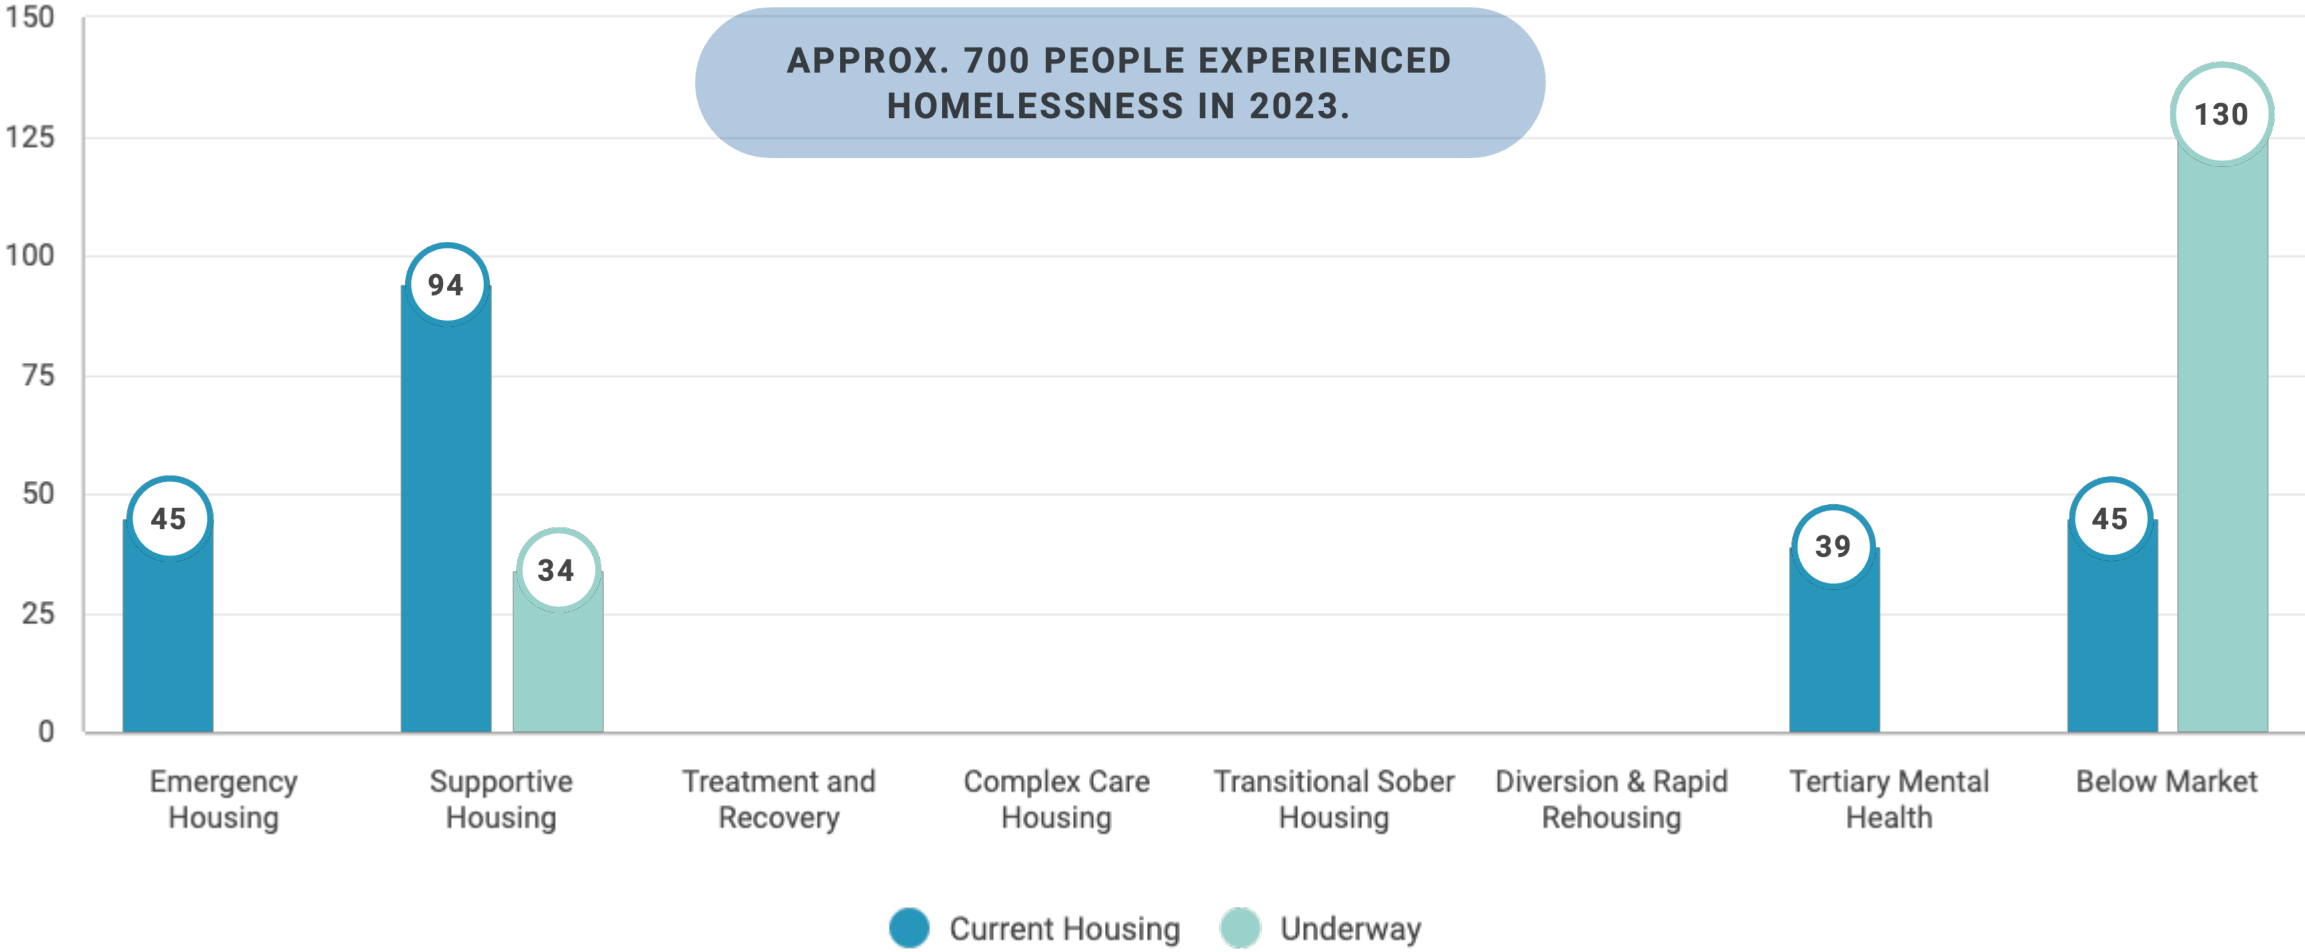 APPROX. 700 PEOPLE EXPERIENCED
HOMELESSNESS IN 2023.
150
125
100
75
50
25
0
45
94
34
39
45
130
Emergency
Housing
Supportive
Housing
Treatment and
Recovery
Complex Care
Housing
Transitional Sober
Housing
Diversion & Rapid
Rehousing
Tertiary Mental
Health
Below Market
Current Housing
Underway